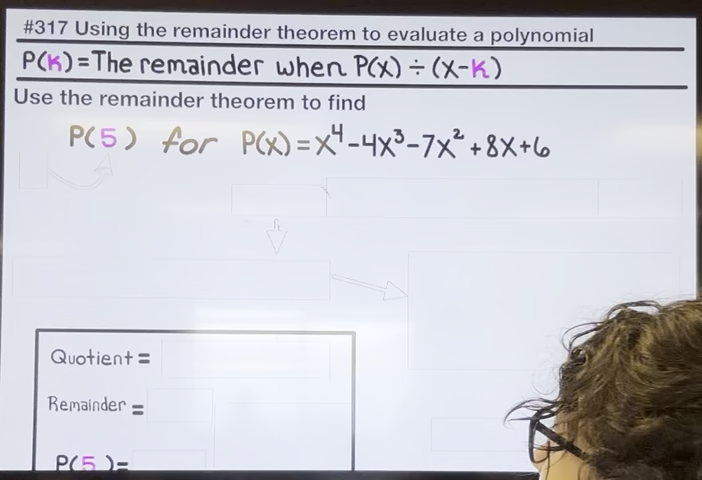 #317 Using the remainder theorem to evaluate a polynomial
P(K)=The remainder when P(X)÷(X-K)
Use the remainder theorem to find
P(5) for P(X)=X⁴-4X³-7X²+8X+6
Quotient =
Remainder =
P(5)=